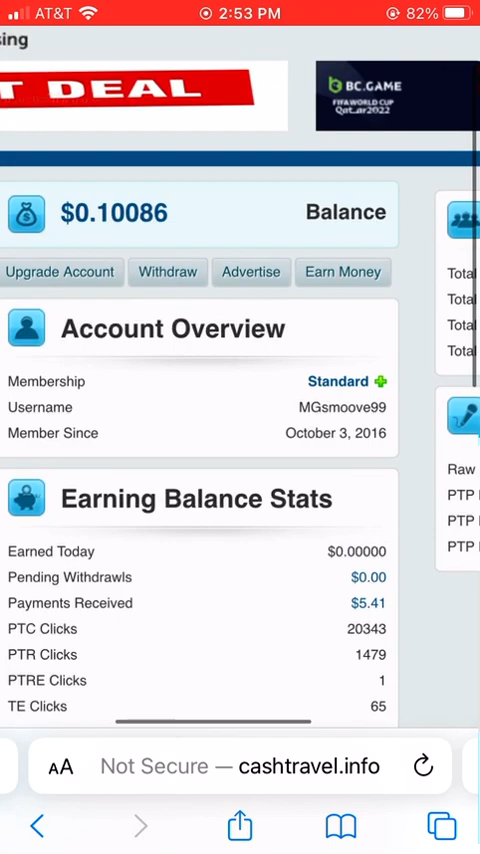 AT&T 2:53 PM 82%
sing
T DEAL
BC.GAME
FIFA WORLD CUP
Qatar2022
$0.10086 Balance
Upgrade Account Withdraw Advertise Earn Money
Account Overview
Membership Standard
Username MGsmoove99
Member Since October 3, 2016
Earning Balance Stats
Earned Today $0.00000
Pending Withdrawls $0.00
Payments Received $5.41
PTC Clicks 20343
PTR Clicks 1479
PTRE Clicks 1
TE Clicks 65
Total
Total
Total
Total
Raw
PTP
PTP
PTP
AA Not Secure — cashtravel.info